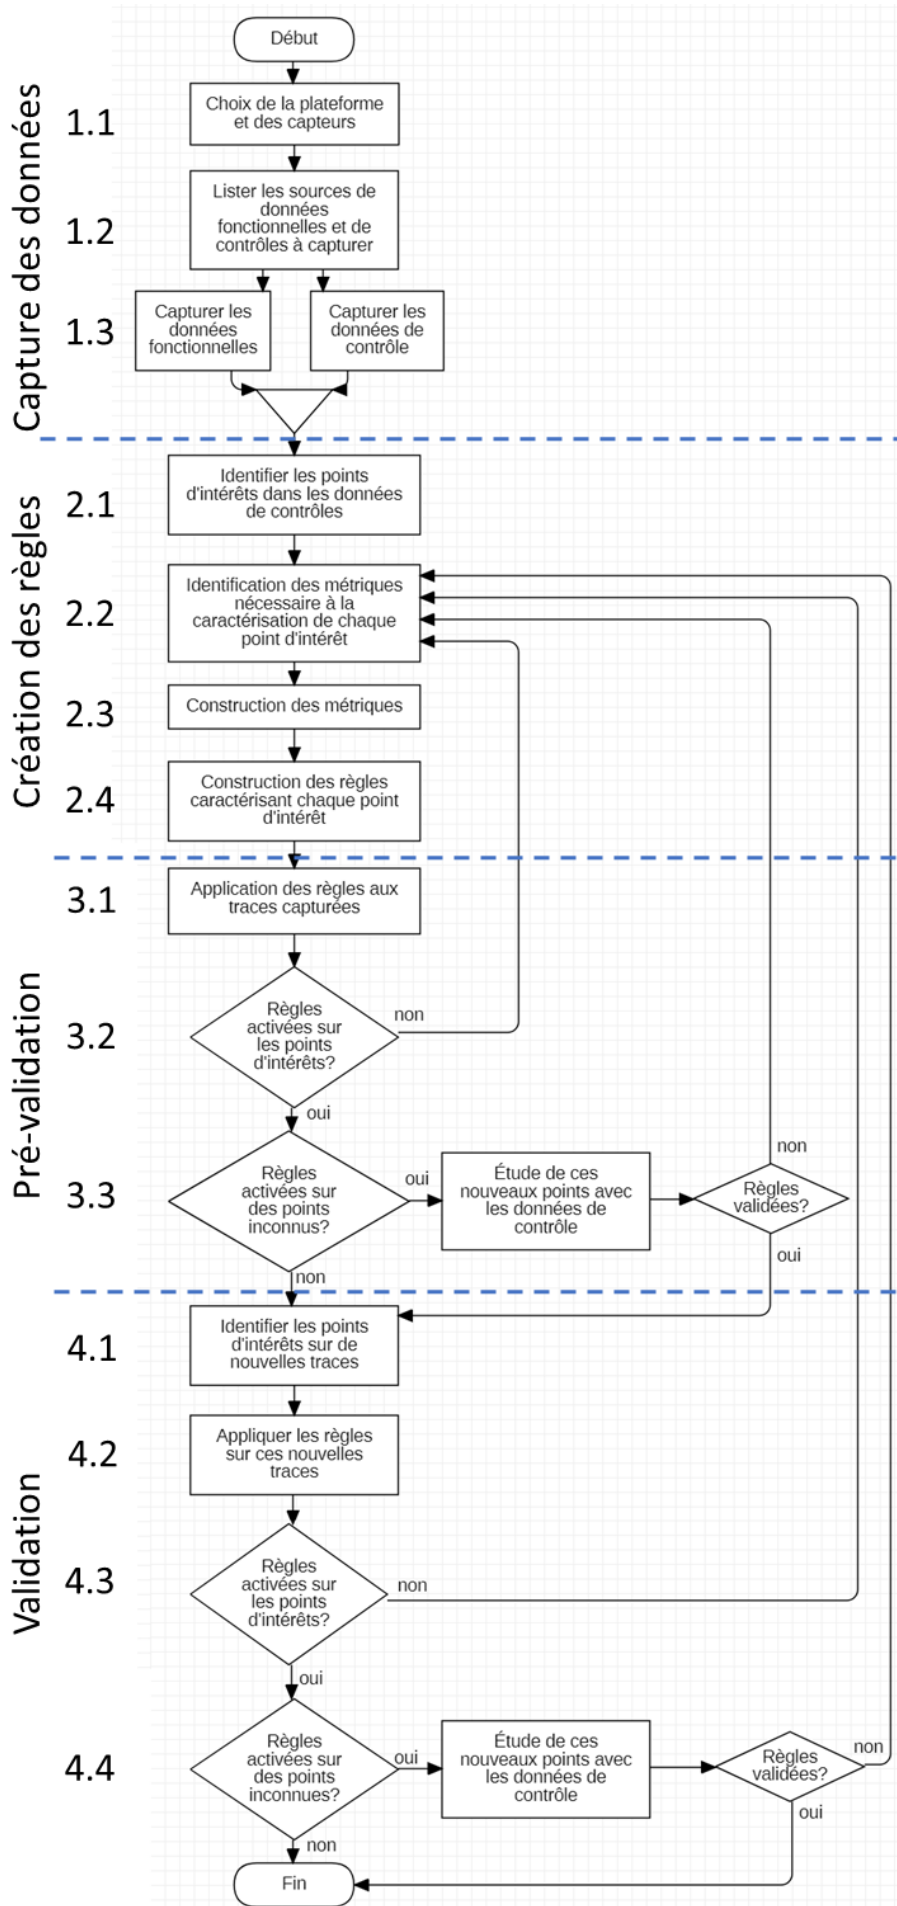 Début
Capture des données
1.1
Choix de la plateforme
et des capteurs
1.2
Lister les sources de
données
fonctionnelles et de
contrôles à capturer
1.3
Capturer les
données
fonctionnelles
Capturer les
données de
contrôle
Création des règles
2.1
Identifier les points
d'intérêts dans les données
de contrôles
2.2
Identification des métriques
nécessaire à la
caractérisation de chaque
point d'intérêt
2.3
Construction des métriques
2.4
Construction des règles
caractérisant chaque point
d'intérêt
Pré-validation
3.1
Application des règles aux
traces capturées
3.2
Règles
activées sur
les points
d'intérêts?
non
oui
3.3
Règles
activées sur
des points
inconnus?
oui
Étude de ces
nouveaux points avec
les données de
contrôle
non
Règles
validées?
oui
non
Validation
4.1
Identifier les points
d'intérêts sur de
nouvelles traces
4.2
Appliquer les règles
sur ces nouvelles
traces
4.3
Règles
activées sur
les points
d'intérêts?
non
oui
4.4
Règles
activées sur
des points
inconnues?
oui
Étude de ces
nouveaux points avec
les données de
contrôle
Règles
validées?
non
oui
non
Fin